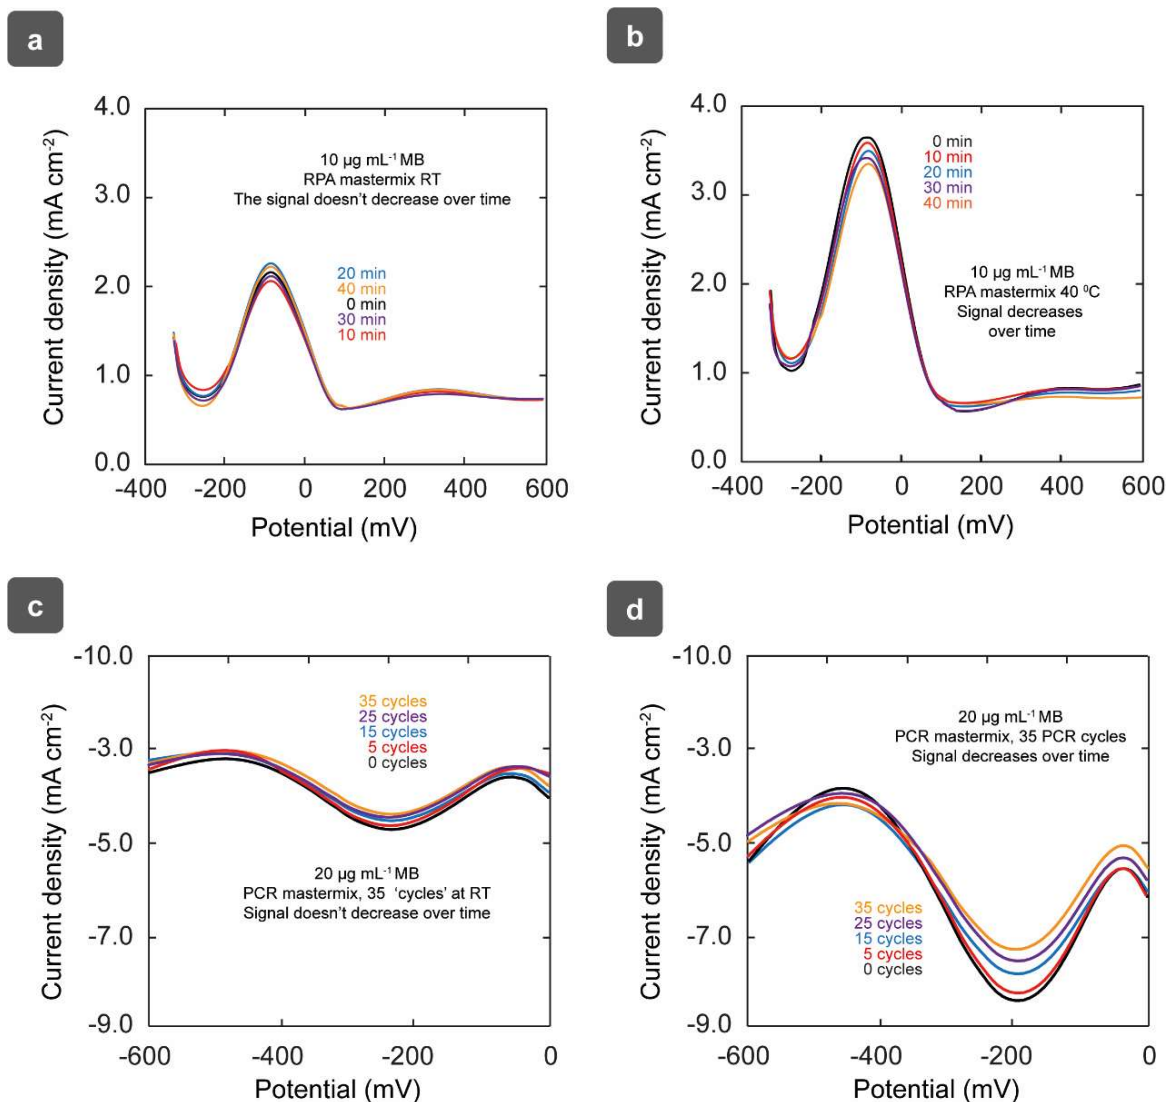 a
4.0
3.0
2.0
1.0
0.0
-400 -200 0 200 400 600
Current density (mA cm-2)
Potential (mV)
10 µg mL-1 MB
RPA mastermix RT
The signal doesn't decrease over time
20 min
40 min
0 min
30 min
10 min
b
4.0
3.0
2.0
1.0
0.0
-400 -200 0 200 400 600
Current density (mA cm-2)
Potential (mV)
0 min
10 min
20 min
30 min
40 min
10 µg mL-1 MB
RPA mastermix 40 ⁰C
Signal decreases
over time
c
-10.0
-3.0
-5.0
-7.0
-9.0
-600 -400 -200 0
Current density (mA cm-2)
Potential (mV)
35 cycles
25 cycles
15 cycles
5 cycles
0 cycles
20 µg mL-1 MB
PCR mastermix, 35 'cycles' at RT
Signal doesn't decrease over time
d
-10.0
-3.0
-5.0
-7.0
-9.0
-600 -400 -200 0
Current density (mA cm-2)
Potential (mV)
20 µg mL-1 MB
PCR mastermix, 35 PCR cycles
Signal decreases over time
35 cycles
25 cycles
15 cycles
5 cycles
0 cycles